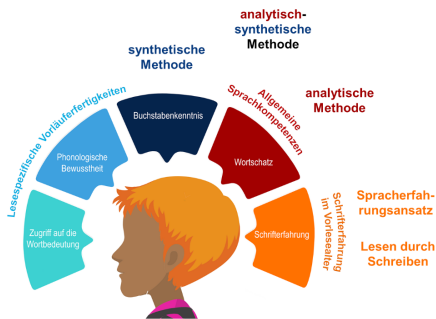 analytisch-
synthetische
Methode
synthetische
Methode
analytische
Methode
Lesespezifische Vorläuferfertigkeiten
Allgemeine
Sprachkompetenzen
Buchstabenkenntnis
Phonologische
Bewusstheit
Wortschatz
Zugriff auf die
Wortbedeutung
Schrifterfahrung
Schrifterfahrung
im Vorlesealter
Spracherfah-
rungsansatz
Lesen durch
Schreiben